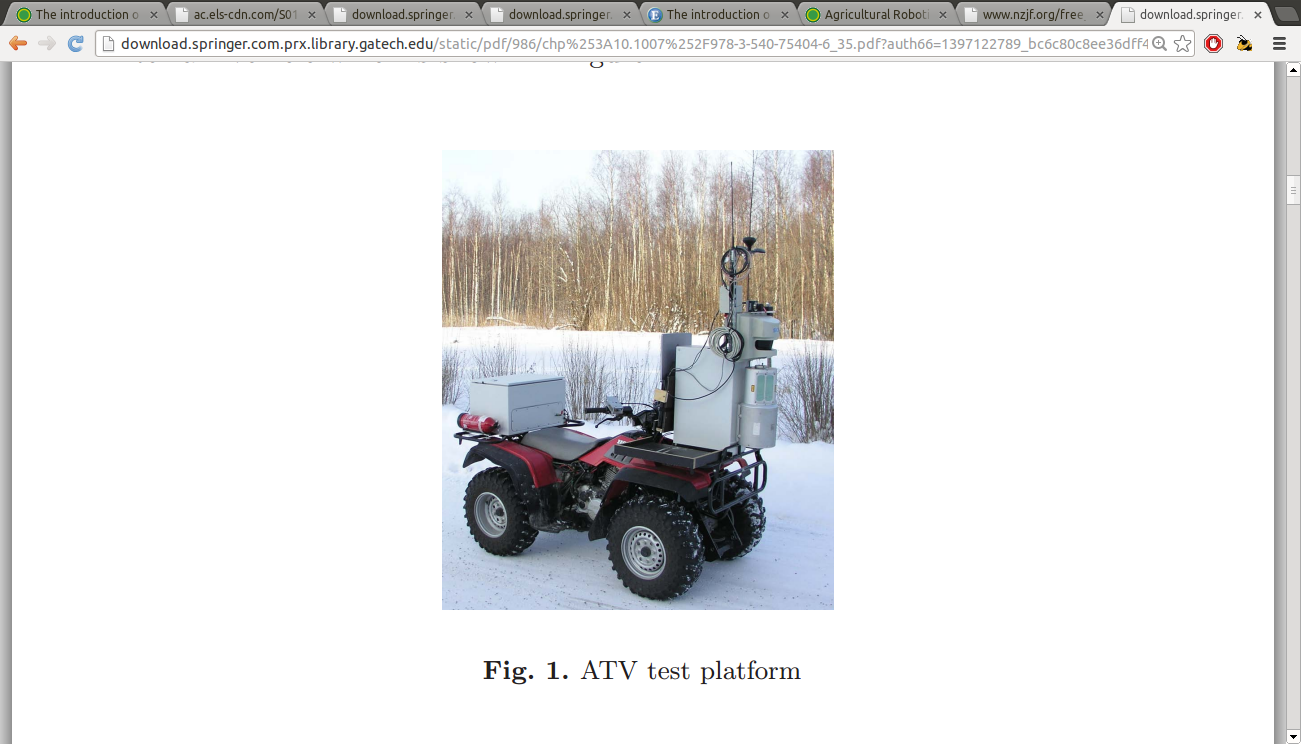 The introduction o
ac.els-cdn.com/S01
download.springer.
download.springer.
The introduction o
Agricultural Roboti
www.nzjf.org/free_
download.springer.
download.springer.com.prx.library.gatech.edu/static/pdf/986/chp%253A10.1007%252F978-3-540-75404-6_35.pdf?auth66=1397122789_bc6c80c8ee36dff4
Fig. 1. ATV test platform